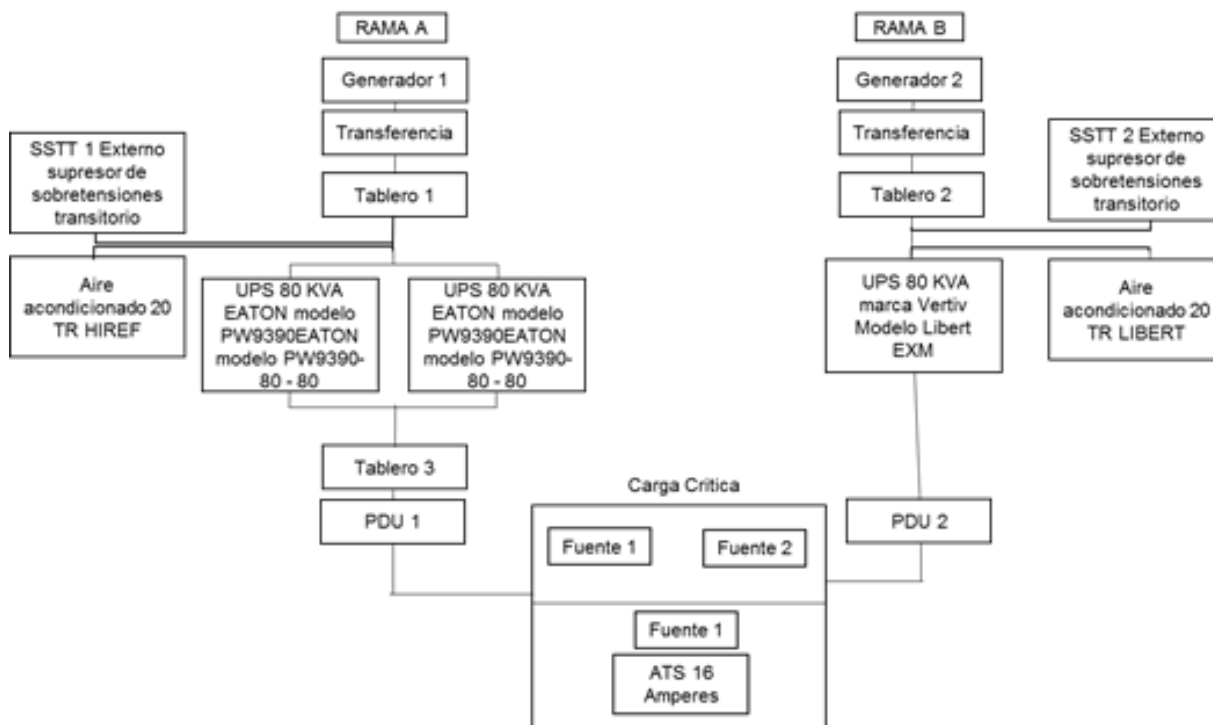 RAMA A
RAMA B
Generador 1
Generador 2
Transferencia
Transferencia
SSTT 1 Externo
supresor de
sobretensiones
transitorio
SSTT 2 Externo
supresor de
sobretensiones
transitorio
Tablero 1
Tablero 2
Aire
acondicionado 20
TR HIREF
UPS 80 KVA
EATON modelo
PW9390EATON
modelo PW9390-
80 - 80
UPS 80 KVA
EATON modelo
PW9390EATON
modelo PW9390-
80 - 80
UPS 80 KVA
marca Vertiv
Modelo Libert
EXM
Aire
acondicionado 20
TR LIBERT
Tablero 3
Carga Critica
PDU 1
PDU 2
Fuente 1
Fuente 2
Fuente 1
ATS 16
Amperes